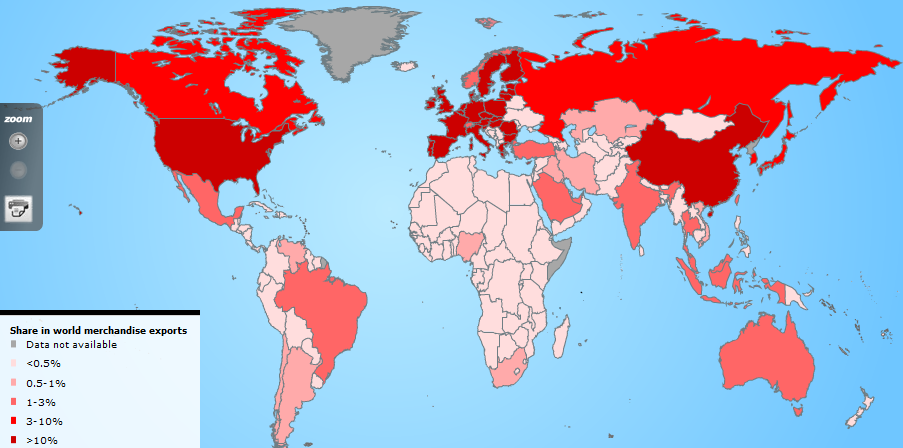 zoom
Share in world merchandise exports
Data not available
<0.5%
0.5-1%
1-3%
3-10%
>10%